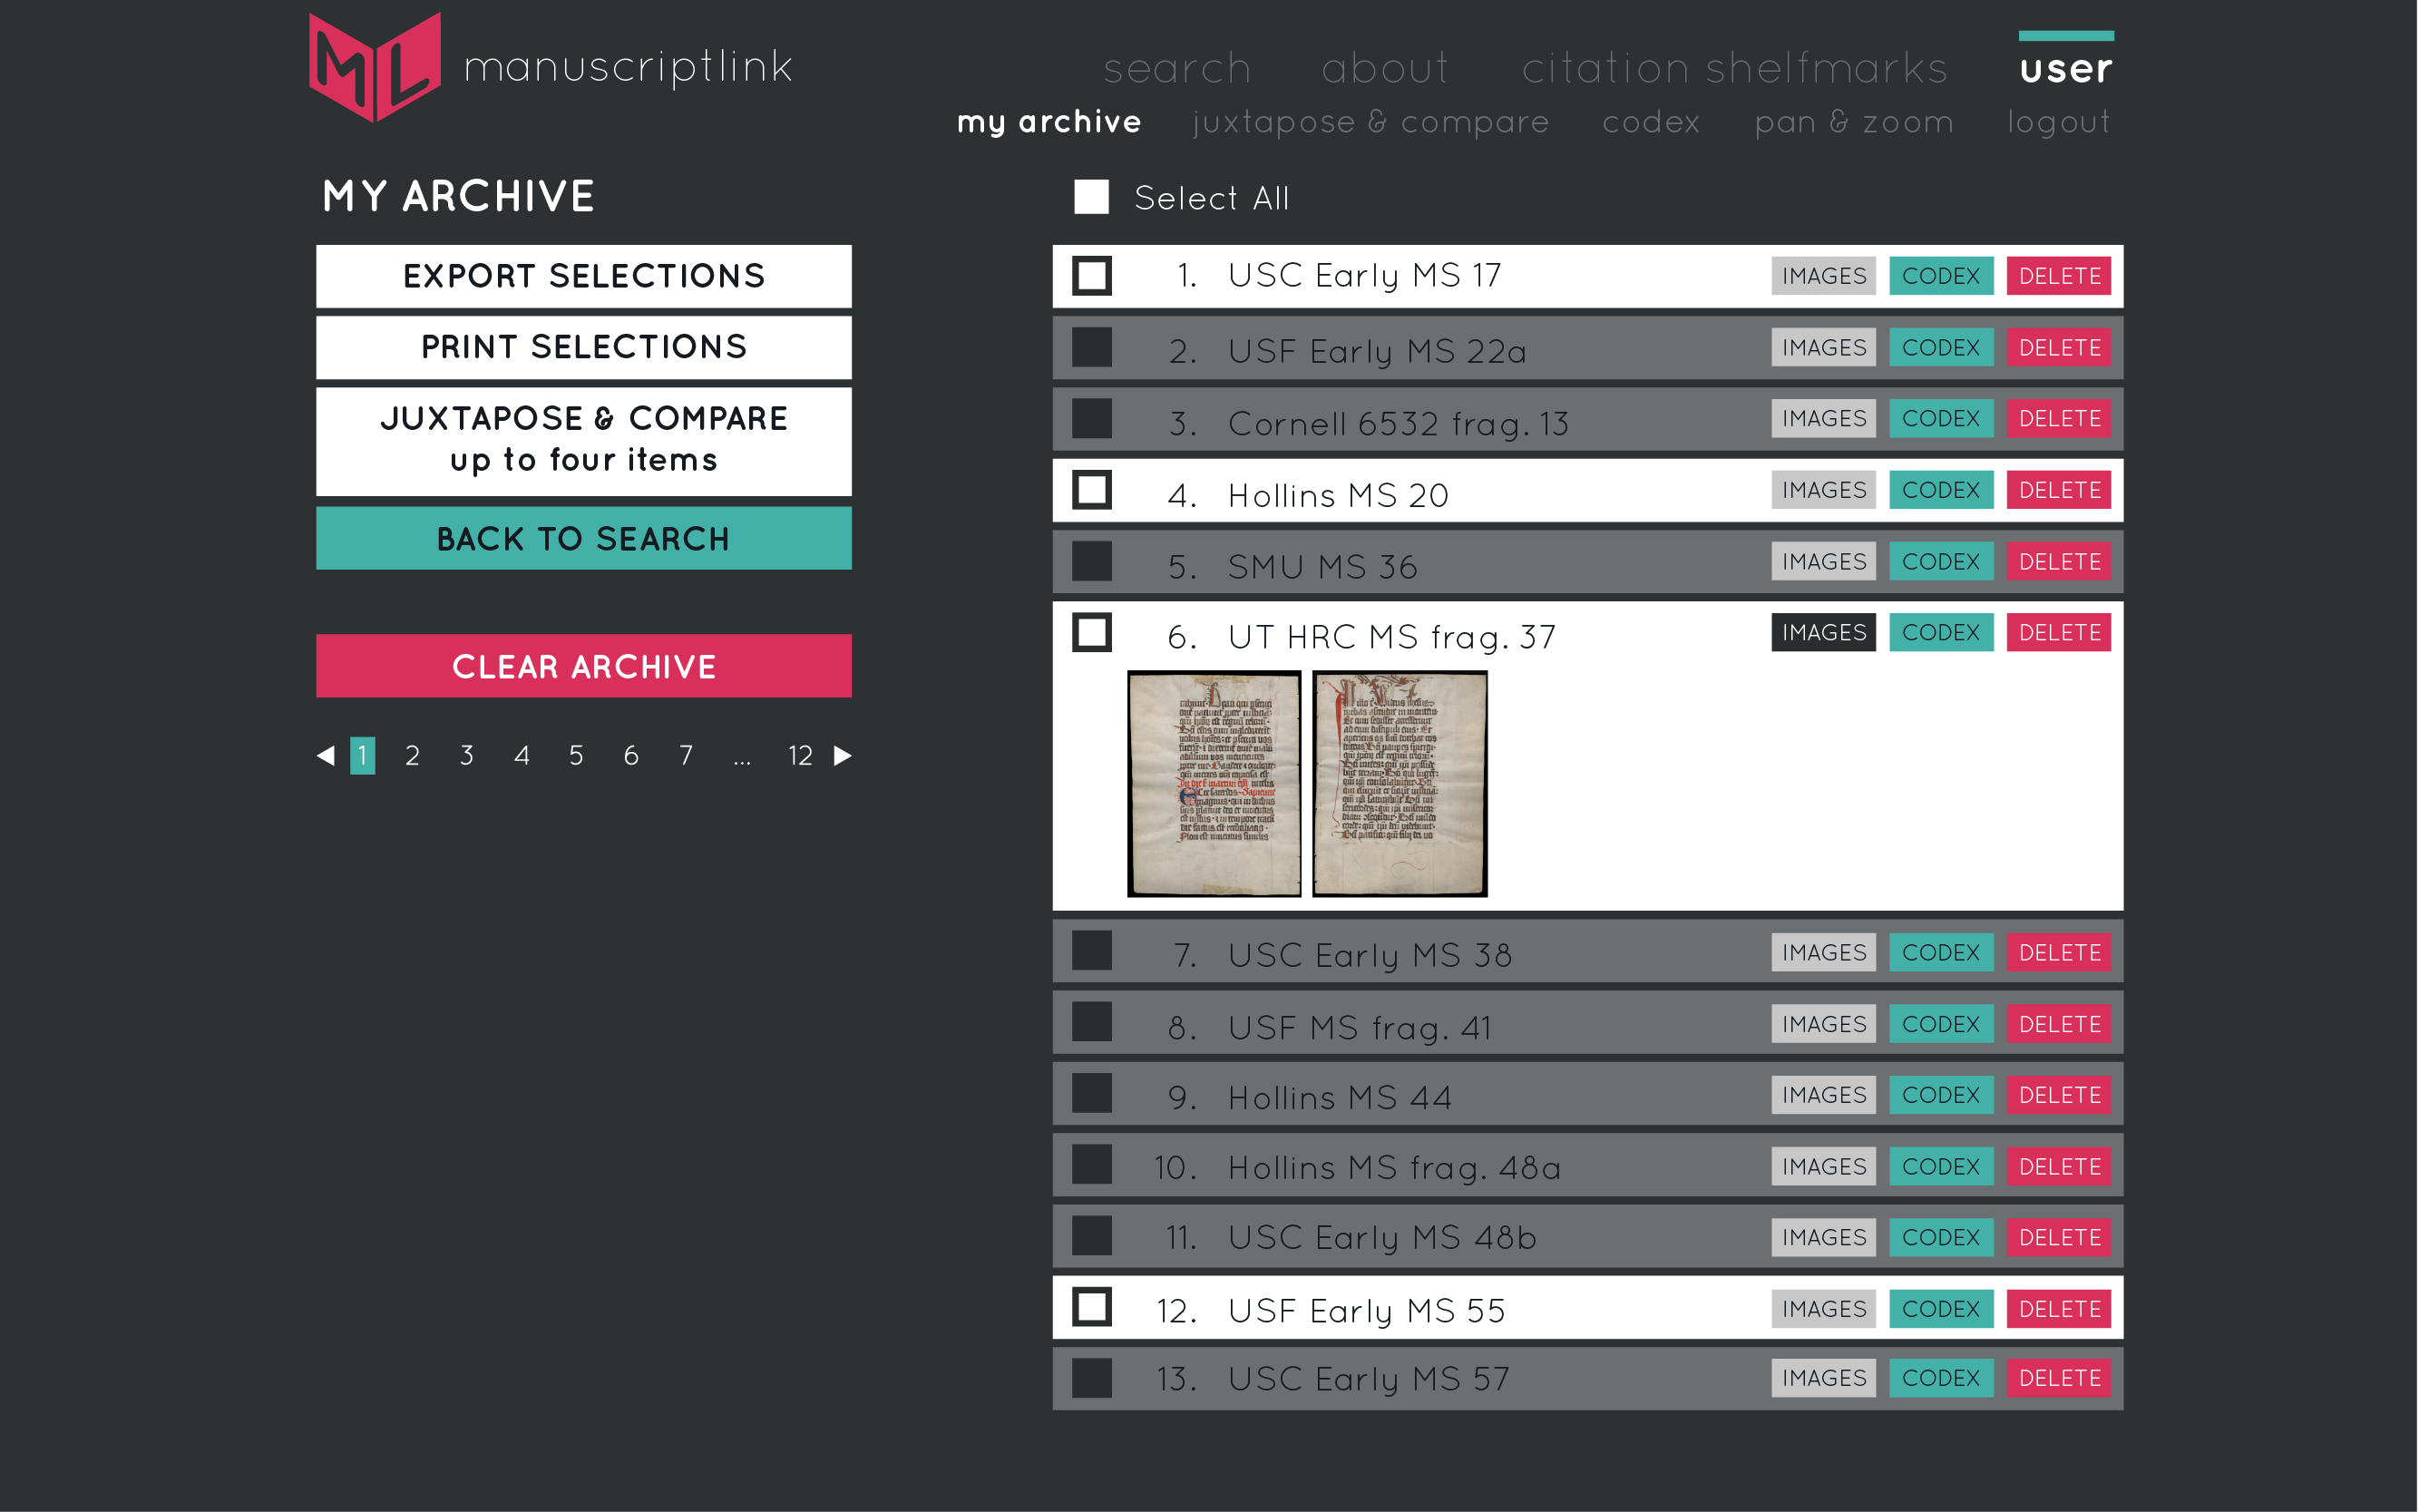 ML manuscriptlink
search about citation shelfmarks user
my archive juxtapose & compare codex pan & zoom logout
MY ARCHIVE
EXPORT SELECTIONS
PRINT SELECTIONS
JUXTAPOSE & COMPARE
up to four items
BACK TO SEARCH
CLEAR ARCHIVE
1 2 3 4 5 6 7 ... 12
Select All
1. USC Early MS 17 IMAGES CODEX DELETE
2. USF Early MS 22a IMAGES CODEX DELETE
3. Cornell 6532 frag. 13 IMAGES CODEX DELETE
4. Hollins MS 20 IMAGES CODEX DELETE
5. SMU MS 36 IMAGES CODEX DELETE
6. UT HRC MS frag. 37 IMAGES CODEX DELETE
7. USC Early MS 38 IMAGES CODEX DELETE
8. USF MS frag. 41 IMAGES CODEX DELETE
9. Hollins MS 44 IMAGES CODEX DELETE
10. Hollins MS frag. 48a IMAGES CODEX DELETE
11. USC Early MS 48b IMAGES CODEX DELETE
12. USF Early MS 55 IMAGES CODEX DELETE
13. USC Early MS 57 IMAGES CODEX DELETE